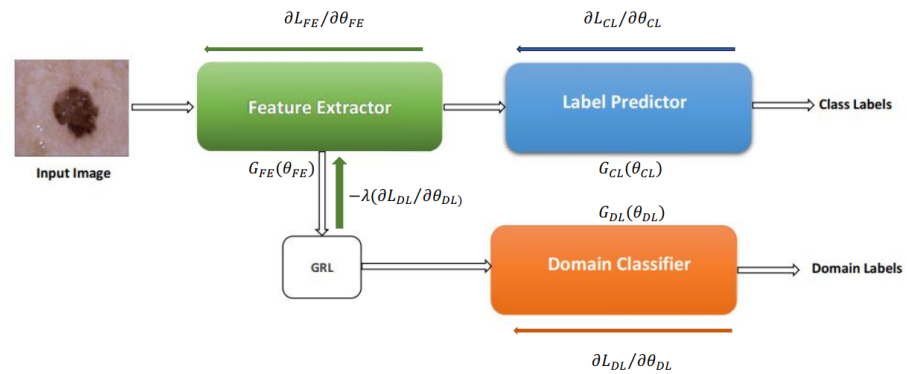 ∂L_FE/∂θ_FE
∂L_CL/∂θ_CL
Feature Extractor
Label Predictor
Class Labels
Input Image
G_FE(θ_FE)
G_CL(θ_CL)
−λ(∂L_DL/∂θ_DL)
G_DL(θ_DL)
GRL
Domain Classifier
Domain Labels
∂L_DL/∂θ_DL